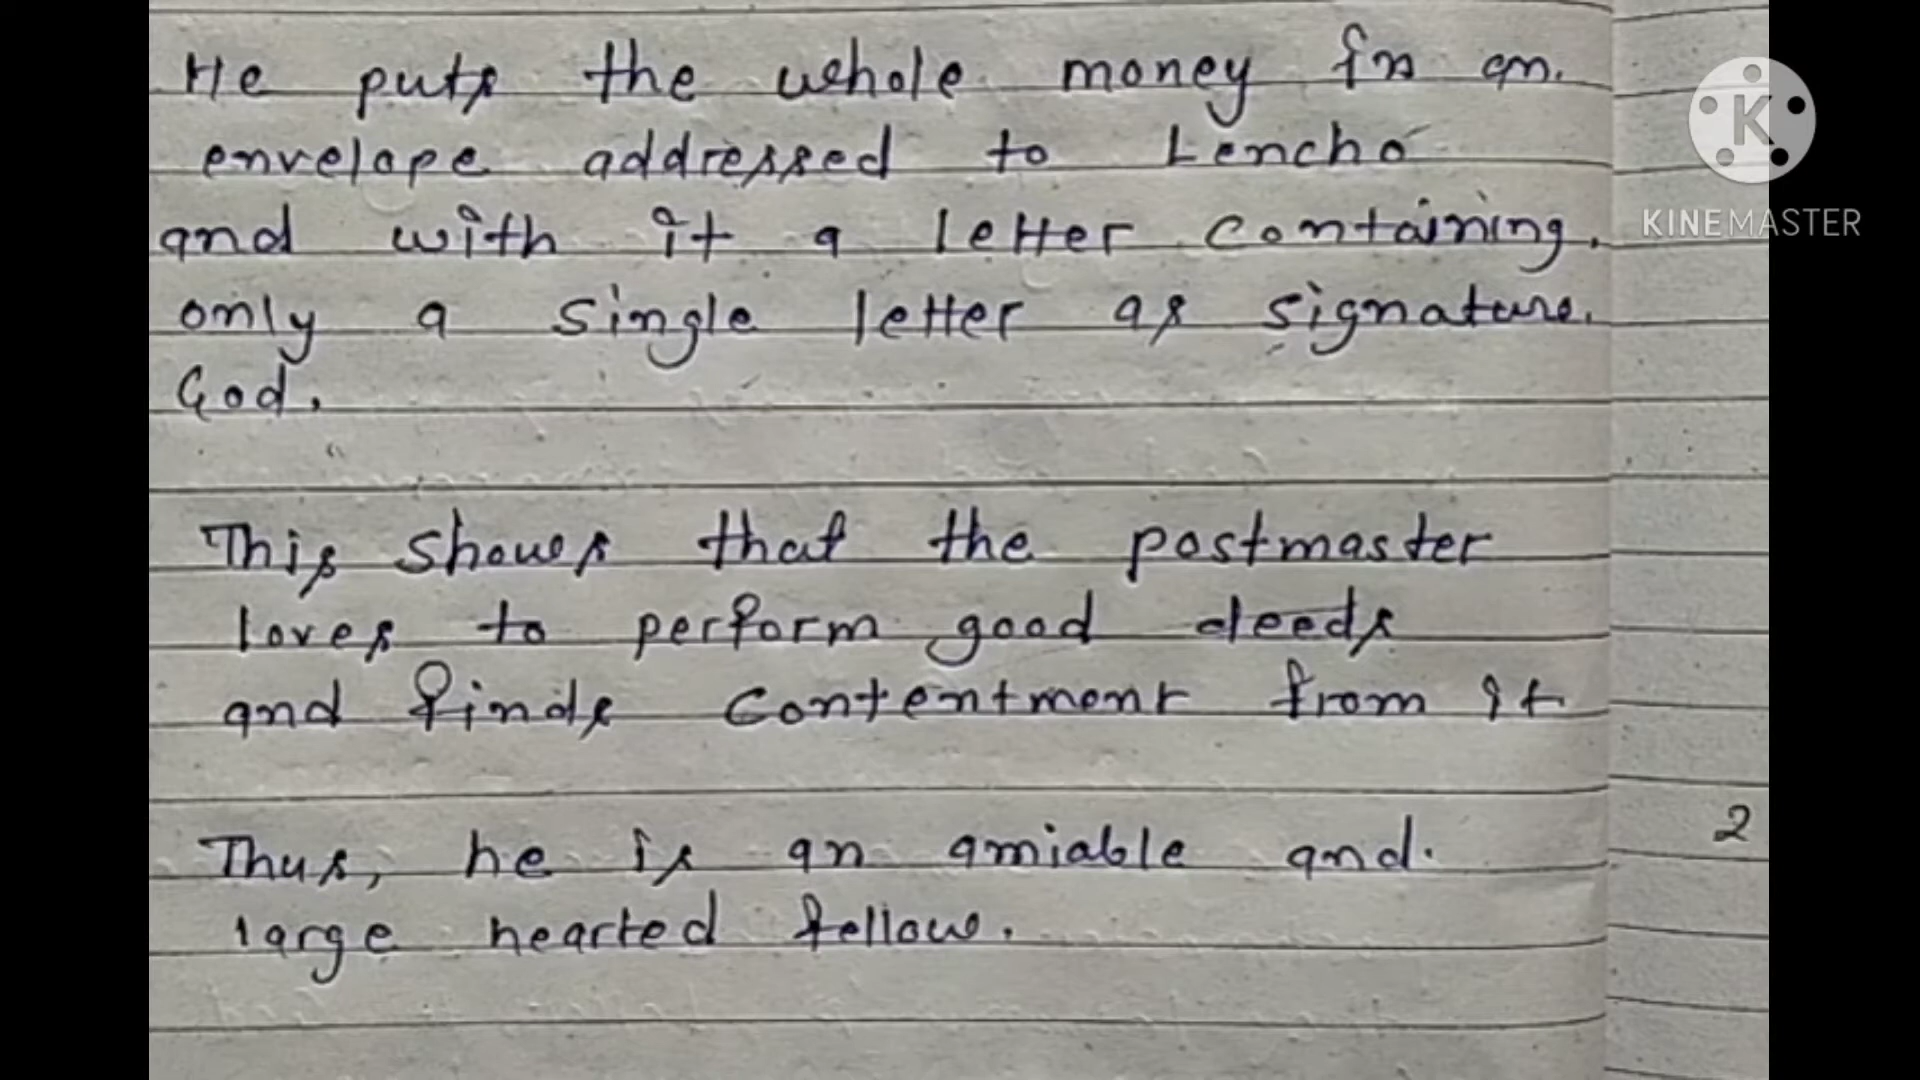 He puts the whole money in an.
envelope addressed to Lencho
and with it a letter containing.
only a single letter as signature.
God.
This shows that the postmaster
loves to perform good deeds
and finds contentment from it
2
Thus, he is an amiable and.
large hearted fellow.
K
KINEMASTER